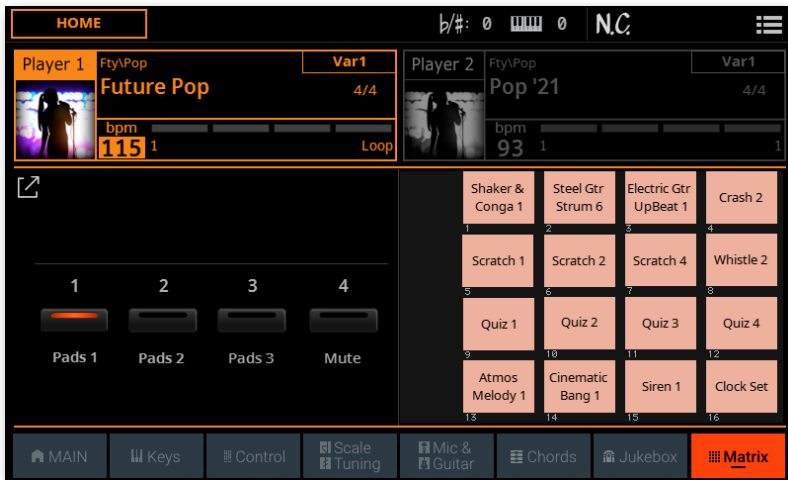 HOME
♭/#: 0
0
N.C.
Player 1
Fty\Pop
Var1
Future Pop
4/4
bpm
115
1
Loop
Player 2
Fty\Pop
Var1
Pop '21
4/4
bpm
93
1
1
1
2
3
4
Pads 1
Pads 2
Pads 3
Mute
Shaker &
Conga 1
1
Steel Gtr
Strum 6
2
Electric Gtr
UpBeat 1
3
Crash 2
4
Scratch 1
5
Scratch 2
6
Scratch 4
7
Whistle 2
8
Quiz 1
9
Quiz 2
10
Quiz 3
11
Quiz 4
12
Atmos
Melody 1
13
Cinematic
Bang 1
14
Siren 1
15
Clock Set
16
MAIN
Keys
Control
Scale
Tuning
Mic &
Guitar
Chords
Jukebox
Matrix